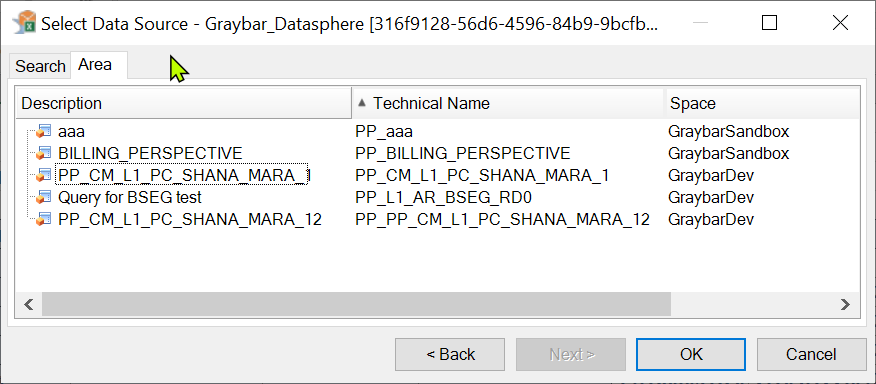 Select Data Source - Graybar_Datasphere [316f9128-56d6-4596-84b9-9bcfb...
Search Area
Description Technical Name Space
aaa PP_aaa GraybarSandbox
BILLING_PERSPECTIVE PP_BILLING_PERSPECTIVE GraybarSandbox
PP_CM_L1_PC_SHANA_MARA_1 PP_CM_L1_PC_SHANA_MARA_1 GraybarDev
Query for BSEG test PP_L1_AR_BSEG_RD0 GraybarDev
PP_CM_L1_PC_SHANA_MARA_12 PP_PP_CM_L1_PC_SHANA_MARA_12 GraybarDev
< Back Next > OK Cancel